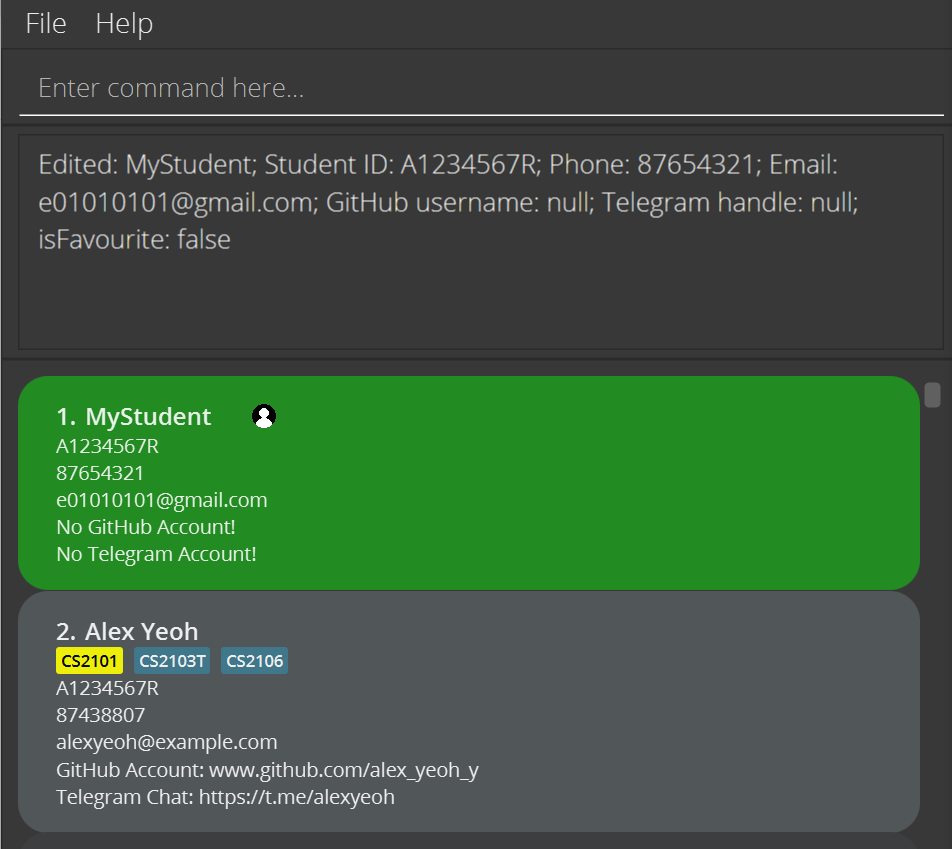 File Help
Enter command here...
Edited: MyStudent; Student ID: A1234567R; Phone: 87654321; Email:
e01010101@gmail.com; GitHub username: null; Telegram handle: null;
isFavourite: false
1. MyStudent
A1234567R
87654321
e01010101@gmail.com
No GitHub Account!
No Telegram Account!
2. Alex Yeoh
CS2101 CS2103T CS2106
A1234567R
87438807
alexyeoh@example.com
GitHub Account: www.github.com/alex_yeoh_y
Telegram Chat: https://t.me/alexyeoh